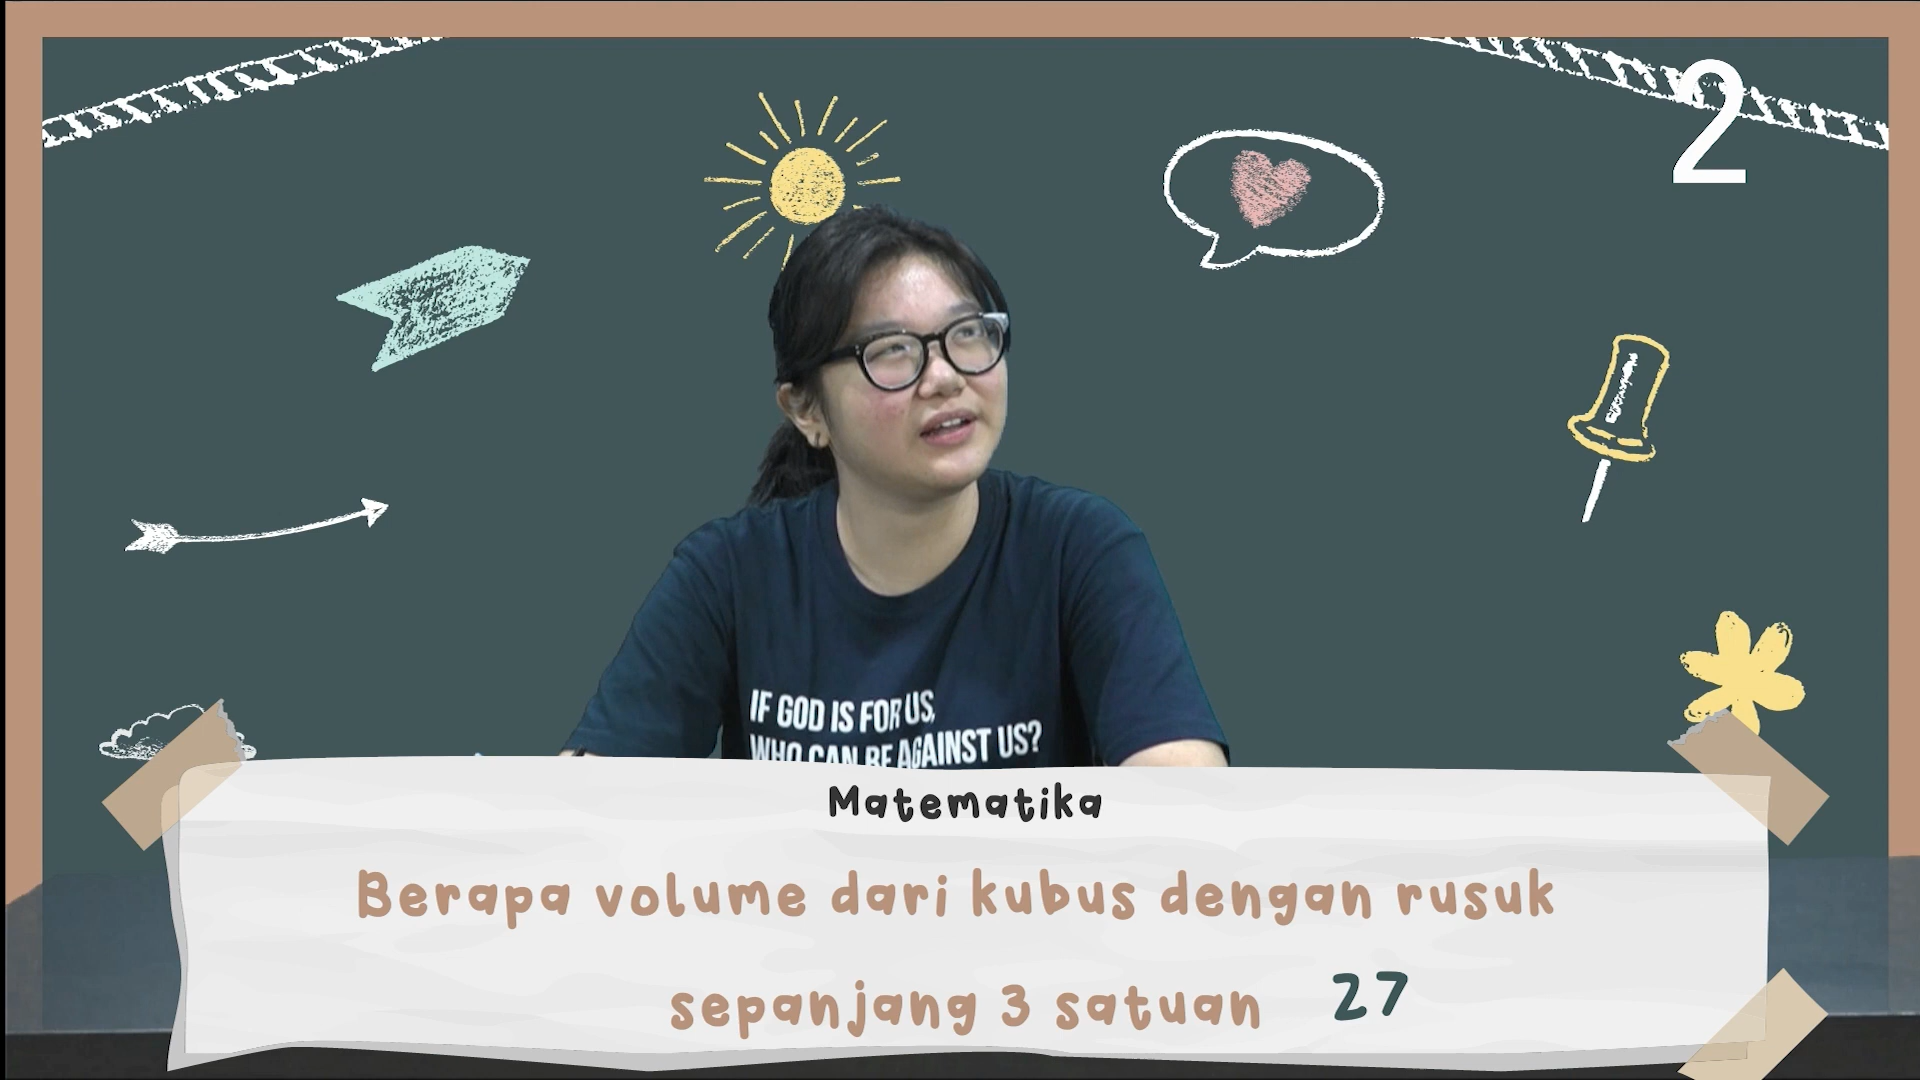 2
IF GOD IS FOR US,
WHO CAN BE AGAINST US?
Matematika
Berapa volume dari kubus dengan rusuk
sepanjang 3 satuan 27